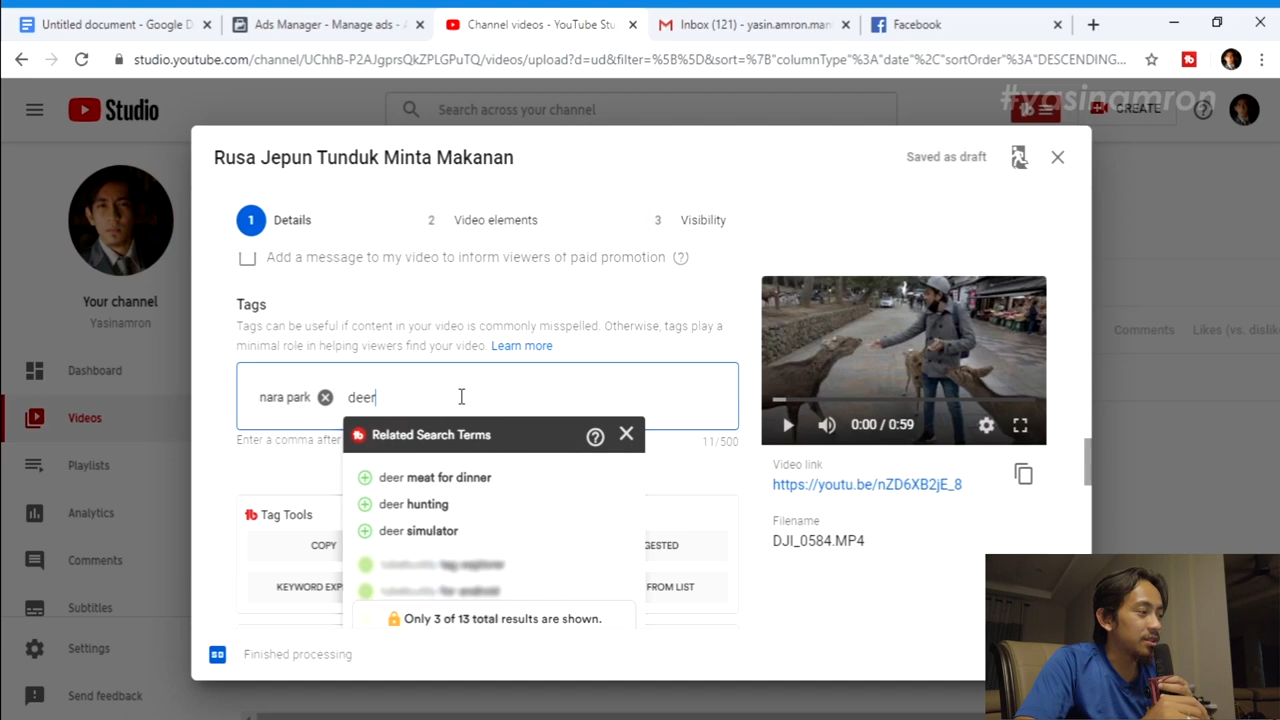 Untitled document - Google D
Ads Manager - Manage ads -
Channel videos - YouTube Stu
Inbox (121) - yasin.amron.man
Facebook
studio.youtube.com/channel/UChhB-P2AJgprsQkZPLGPuTQ/videos/upload?d=ud&filter=%5B%5D&sort=%7B"columnType"%3A"date"%2C"sortOrder"%3A"DESCENDING...
Studio
Search across your channel
CREATE
#yasinamron
Rusa Jepun Tunduk Minta Makanan
Saved as draft
1 Details
2 Video elements
3 Visibility
Add a message to my video to inform viewers of paid promotion
Your channel
Yasinamron
Dashboard
Videos
Playlists
Analytics
Comments
Subtitles
Settings
Send feedback
Tags
Tags can be useful if content in your video is commonly misspelled. Otherwise, tags play a
minimal role in helping viewers find your video. Learn more
nara park
deer
Enter a comma after
11/500
Related Search Terms
deer meat for dinner
deer hunting
deer simulator
Only 3 of 13 total results are shown.
Tag Tools
COPY
GESTED
KEYWORD EXP
FROM LIST
0:00 / 0:59
Video link
https://youtu.be/nZD6XB2jE_8
Filename
DJI_0584.MP4
Comments
Likes (vs. dislik
SD
Finished processing